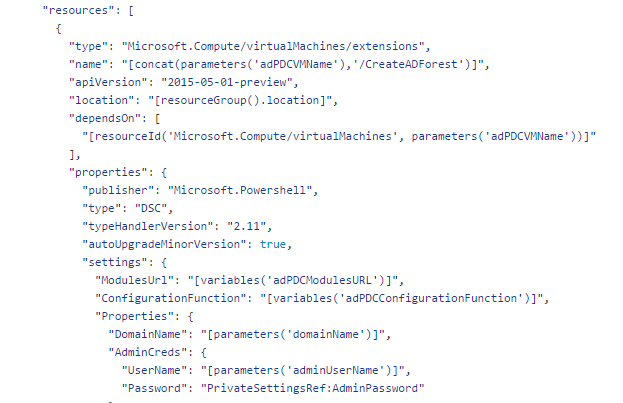 "resources": [
{
"type": "Microsoft.Compute/virtualMachines/extensions",
"name": "[concat(parameters('adPDCVMName'),'/CreateADForest')]",
"apiVersion": "2015-05-01-preview",
"location": "[resourceGroup().location]",
"dependsOn": [
"[resourceId('Microsoft.Compute/virtualMachines', parameters('adPDCVMName'))]"
],
"properties": {
"publisher": "Microsoft.Powershell",
"type": "DSC",
"typeHandlerVersion": "2.11",
"autoUpgradeMinorVersion": true,
"settings": {
"ModulesUrl": "[variables('adPDCModulesURL')]",
"ConfigurationFunction": "[variables('adPDCConfigurationFunction')]",
"Properties": {
"DomainName": "[parameters('domainName')]",
"AdminCreds": {
"UserName": "[parameters('adminUserName')]",
"Password": "PrivateSettingsRef:AdminPassword"